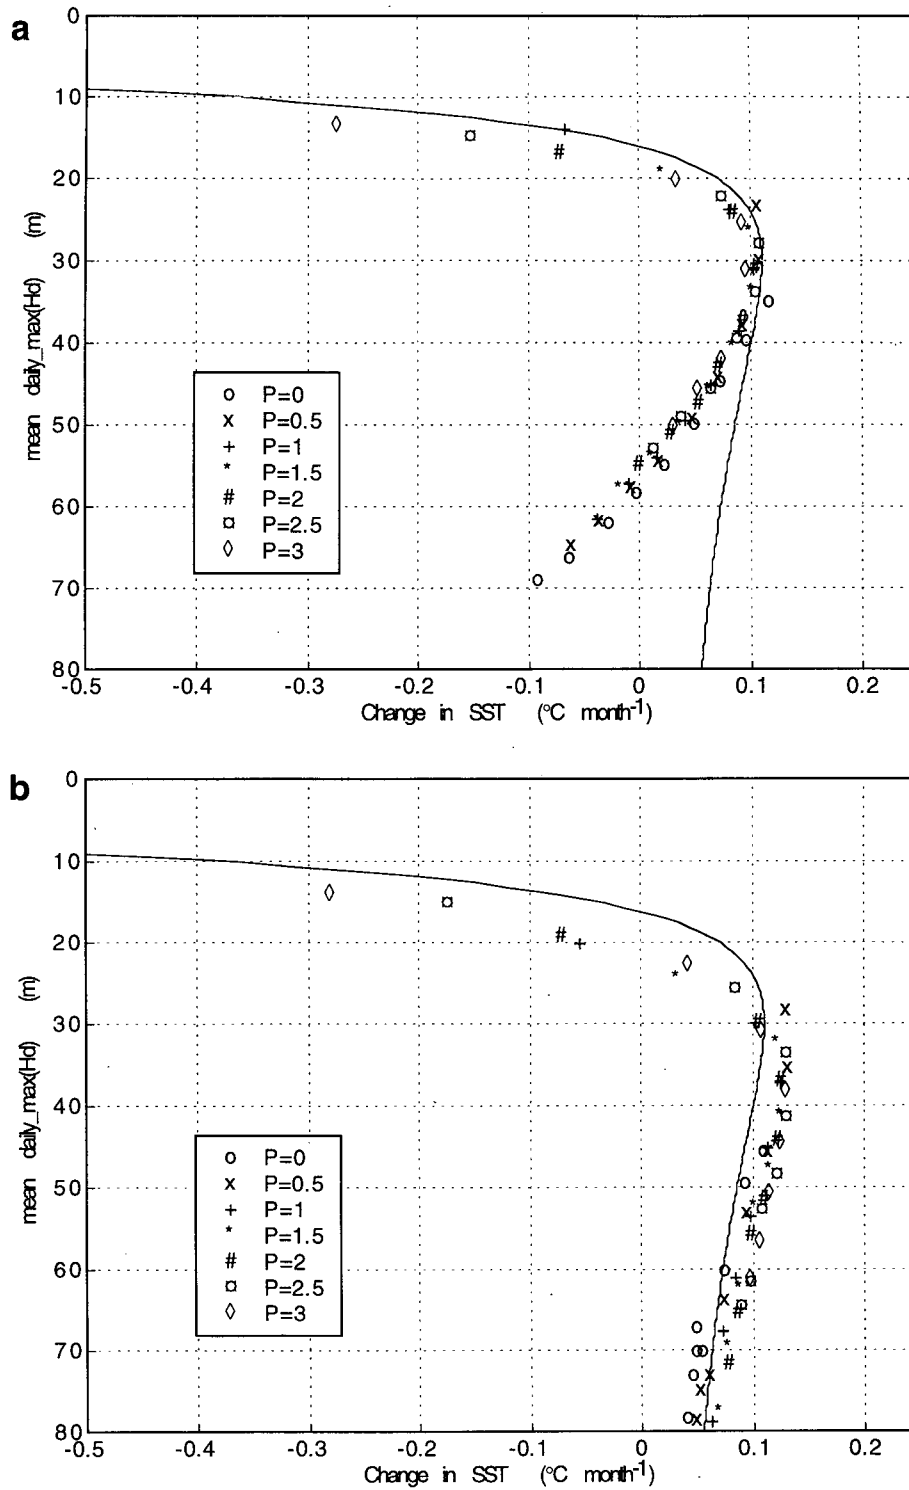 a
0
10
20
30
40
50
60
70
80
mean daily_max(Hd) (m)
P=0
P=0.5
P=1
P=1.5
P=2
P=2.5
P=3
-0.5 -0.4 -0.3 -0.2 -0.1 0 0.1 0.2
Change in SST (°C month-1)
b
0
10
20
30
40
50
60
70
80
mean daily_max(Hd) (m)
P=0
P=0.5
P=1
P=1.5
P=2
P=2.5
P=3
-0.5 -0.4 -0.3 -0.2 -0.1 0 0.1 0.2
Change in SST (°C month-1)